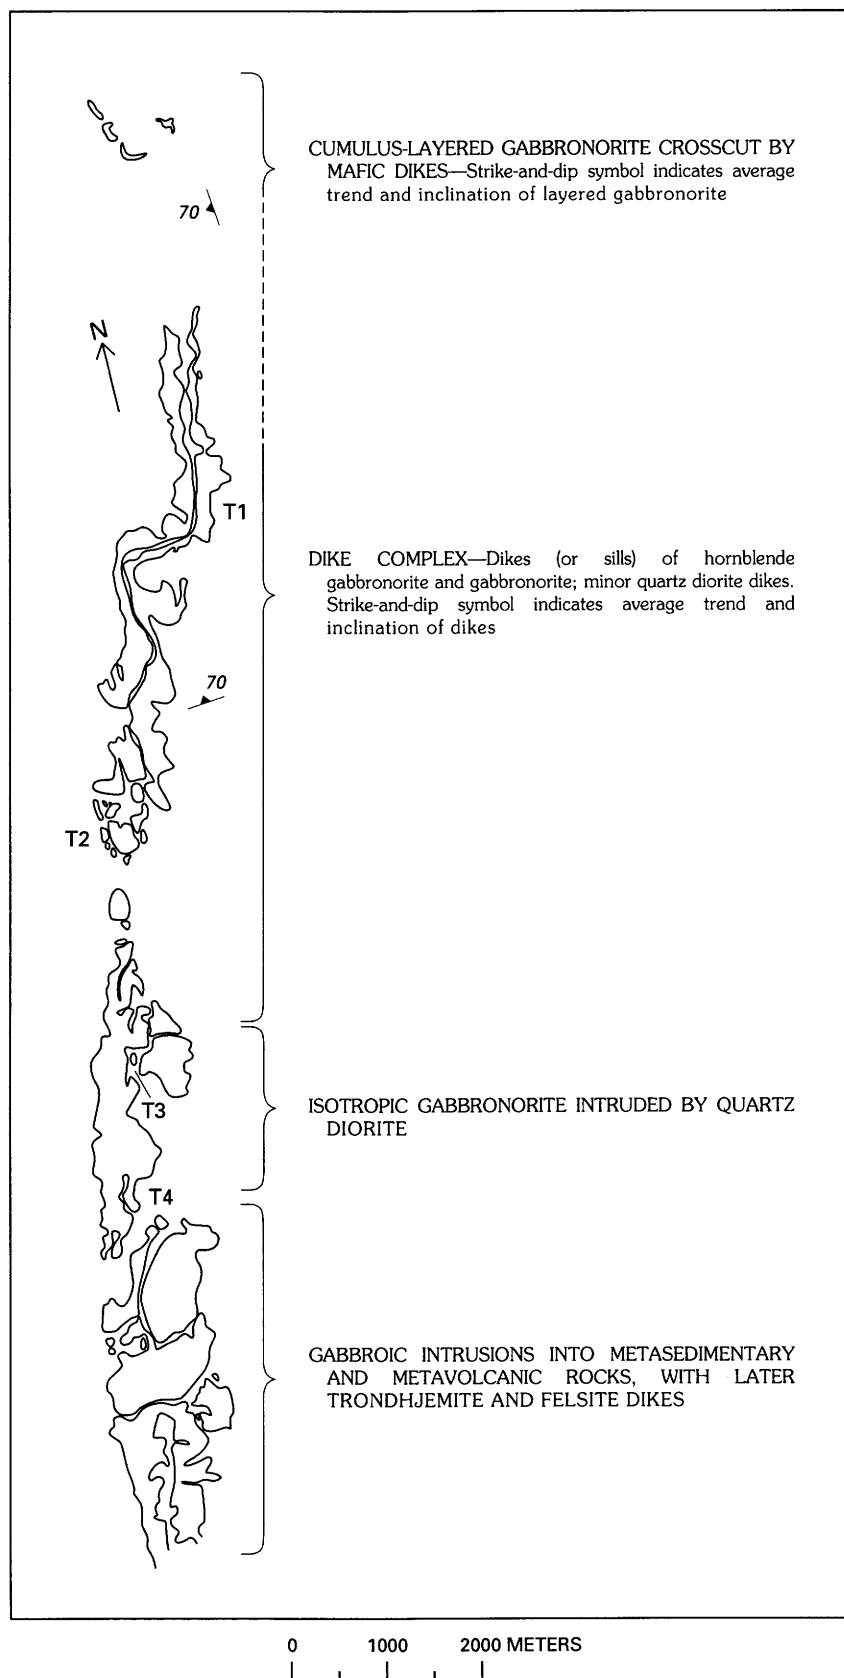 CUMULUS-LAYERED GABBRONORITE CROSSCUT BY
MAFIC DIKES—Strike-and-dip symbol indicates average
trend and inclination of layered gabbronorite
70
N
T1
DIKE COMPLEX—Dikes (or sills) of hornblende
gabbronorite and gabbronorite; minor quartz diorite dikes.
Strike-and-dip symbol indicates average trend and
inclination of dikes
70
T2
T3
ISOTROPIC GABBRONORITE INTRUDED BY QUARTZ
DIORITE
T4
GABBROIC INTRUSIONS INTO METASEDIMENTARY
AND METAVOLCANIC ROCKS, WITH LATER
TRONDHJEMITE AND FELSITE DIKES
0 1000 2000 METERS